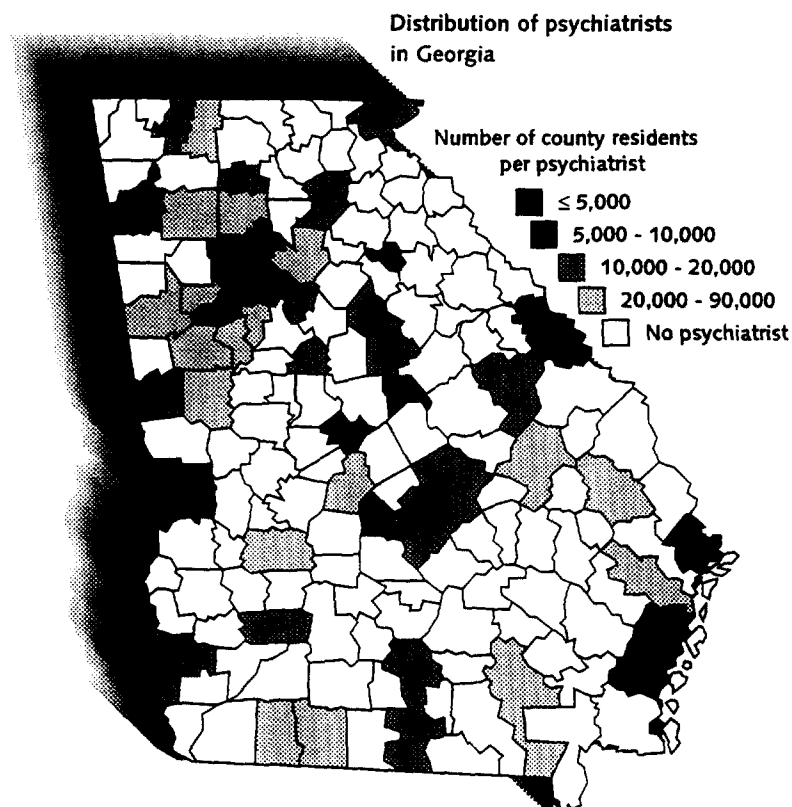 Distribution of psychiatrists
in Georgia
Number of county residents
per psychiatrist
≤ 5,000
5,000 - 10,000
10,000 - 20,000
20,000 - 90,000
No psychiatrist